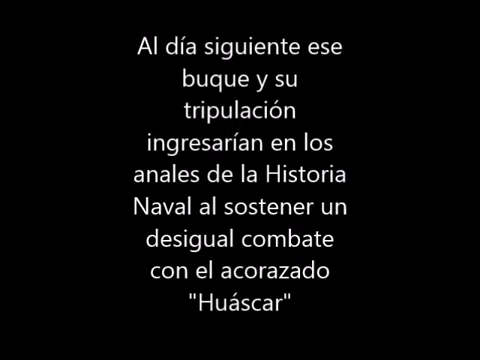 Al día siguiente ese
buque y su
tripulación
ingresarían en los
anales de la Historia
Naval al sostener un
desigual combate
con el acorazado
"Huáscar"